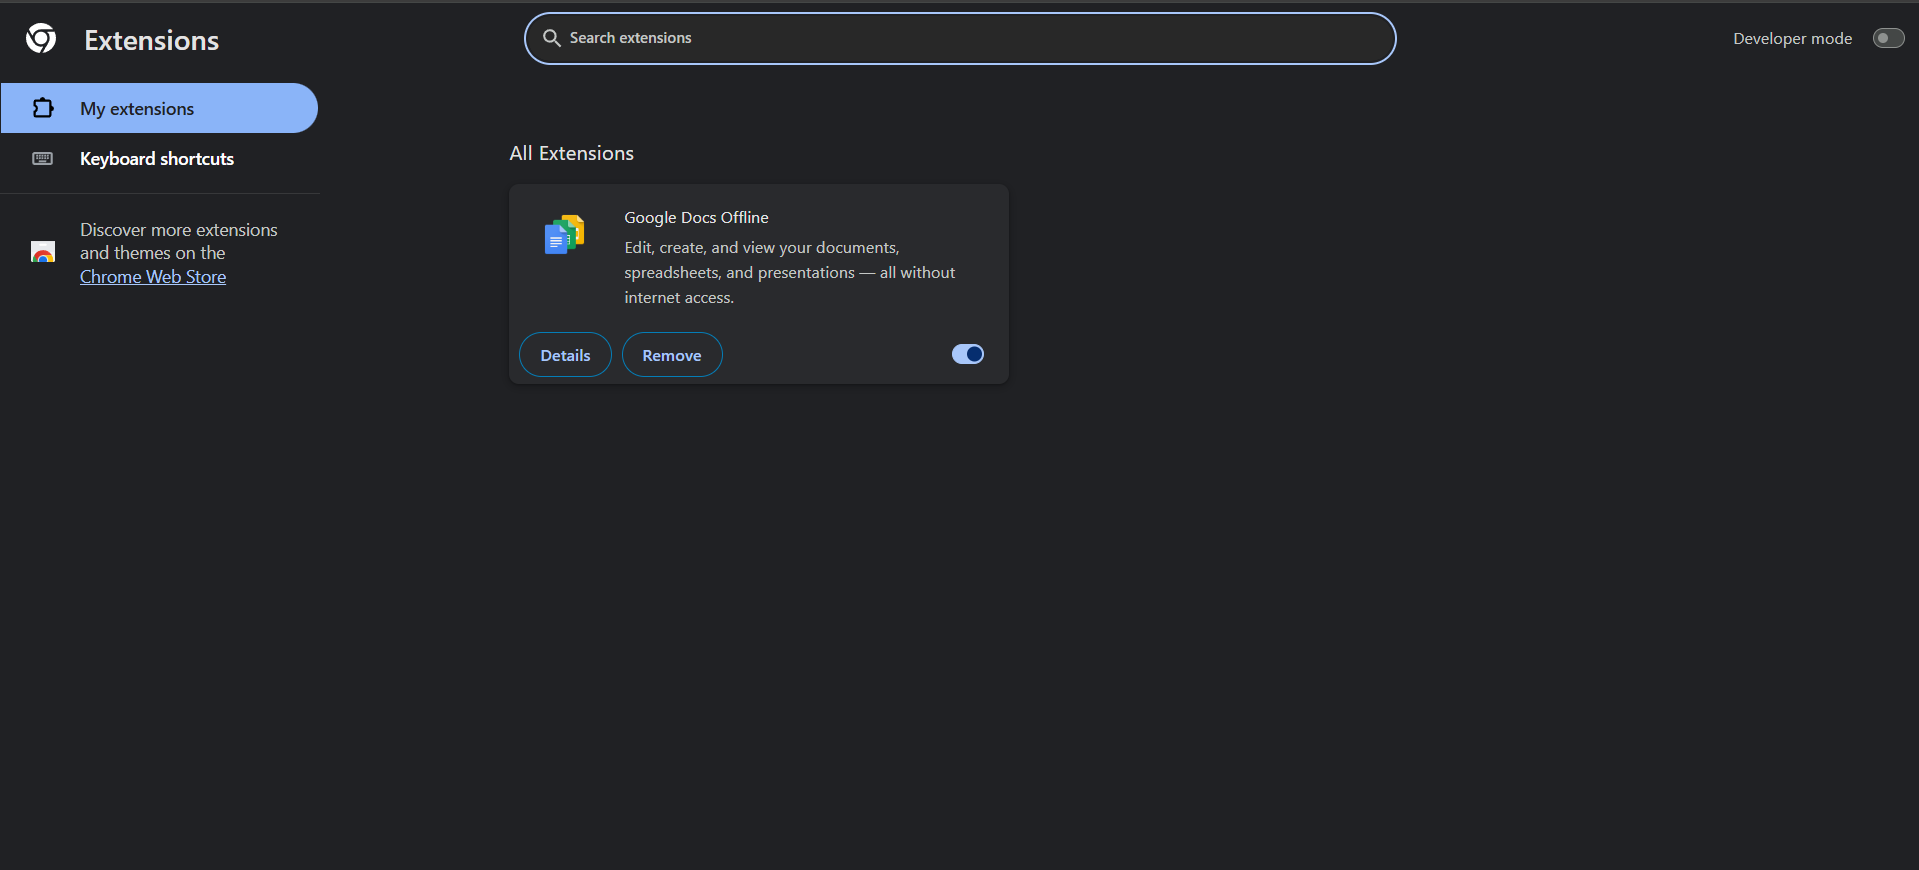 Extensions
Search extensions
Developer mode
My extensions
Keyboard shortcuts
Discover more extensions
and themes on the
Chrome Web Store
All Extensions
Google Docs Offline
Edit, create, and view your documents,
spreadsheets, and presentations — all without
internet access.
Details
Remove